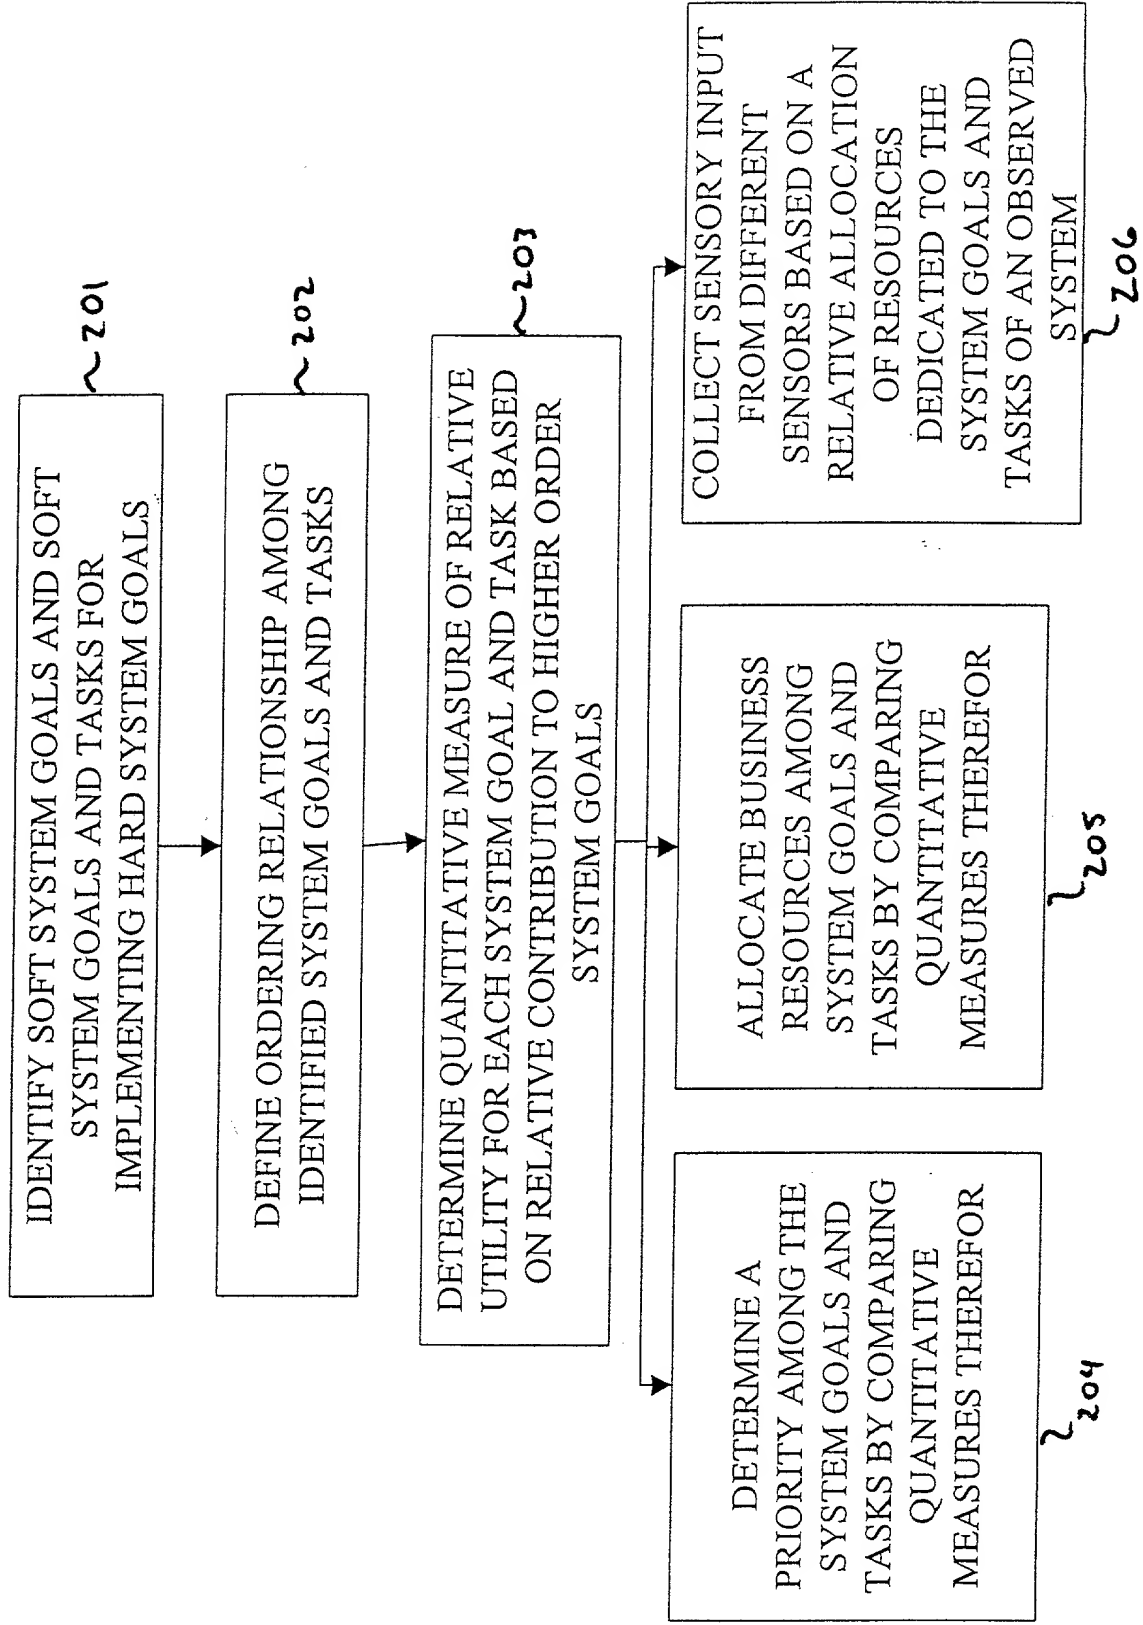 IDENTIFY SOFT SYSTEM GOALS AND SOFT
SYSTEM GOALS AND TASKS FOR
IMPLEMENTING HARD SYSTEM GOALS
201
DEFINE ORDERING RELATIONSHIP AMONG
IDENTIFIED SYSTEM GOALS AND TASKS
202
DETERMINE QUANTITATIVE MEASURE OF RELATIVE
UTILITY FOR EACH SYSTEM GOAL AND TASK BASED
ON RELATIVE CONTRIBUTION TO HIGHER ORDER
SYSTEM GOALS
203
DETERMINE A
PRIORITY AMONG THE
SYSTEM GOALS AND
TASKS BY COMPARING
QUANTITATIVE
MEASURES THEREFOR
204
ALLOCATE BUSINESS
RESOURCES AMONG
SYSTEM GOALS AND
TASKS BY COMPARING
QUANTITATIVE
MEASURES THEREFOR
205
COLLECT SENSORY INPUT
FROM DIFFERENT
SENSORS BASED ON A
RELATIVE ALLOCATION
OF RESOURCES
DEDICATED TO THE
SYSTEM GOALS AND
TASKS OF AN OBSERVED
SYSTEM
206